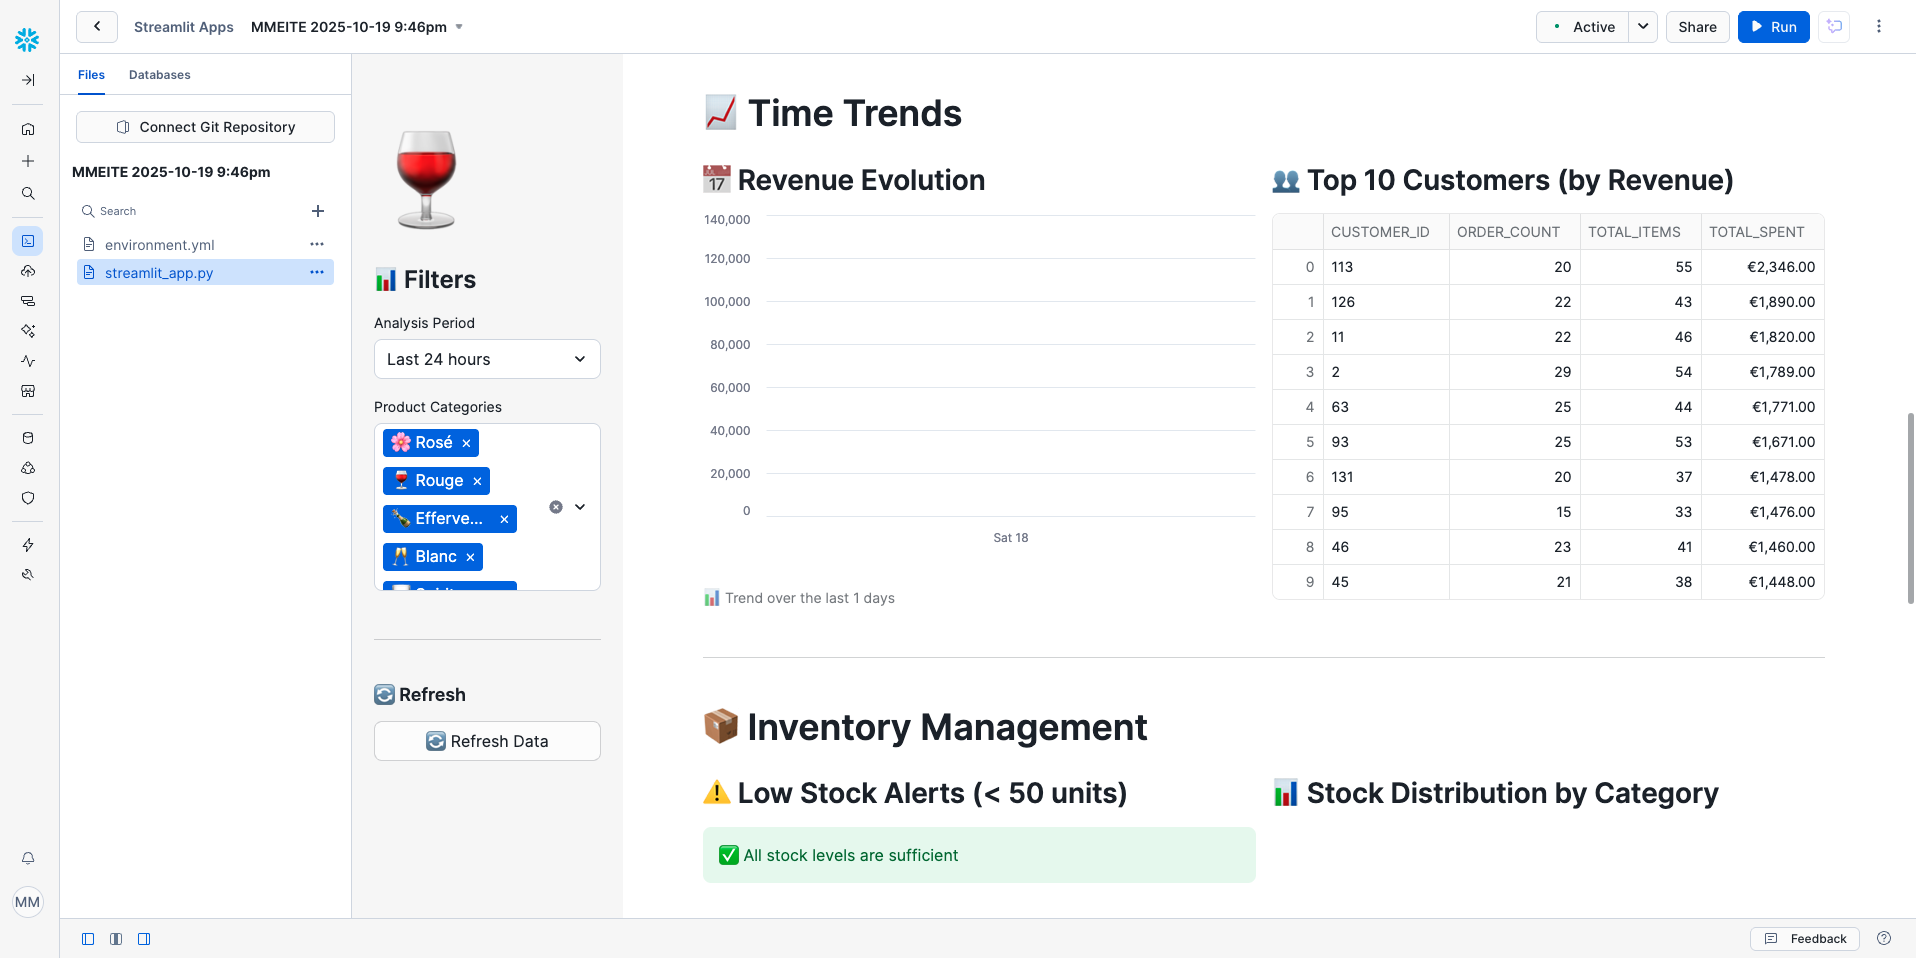 Streamlit Apps MMEITE 2025-10-19 9:46pm
Active
Share
Run
Files Databases
Connect Git Repository
MMEITE 2025-10-19 9:46pm
Search
environment.yml
streamlit_app.py
MM
Filters
Analysis Period
Last 24 hours
Product Categories
Rosé
Rouge
Efferve...
Blanc
Refresh
Refresh Data
Time Trends
Revenue Evolution
140,000
120,000
100,000
80,000
60,000
40,000
20,000
0
Sat 18
Trend over the last 1 days
Top 10 Customers (by Revenue)
CUSTOMER_ID ORDER_COUNT TOTAL_ITEMS TOTAL_SPENT
0 113 20 55 €2,346.00
1 126 22 43 €1,890.00
2 11 22 46 €1,820.00
3 2 29 54 €1,789.00
4 63 25 44 €1,771.00
5 93 25 53 €1,671.00
6 131 20 37 €1,478.00
7 95 15 33 €1,476.00
8 46 23 41 €1,460.00
9 45 21 38 €1,448.00
Inventory Management
Low Stock Alerts (< 50 units)
All stock levels are sufficient
Stock Distribution by Category
Feedback